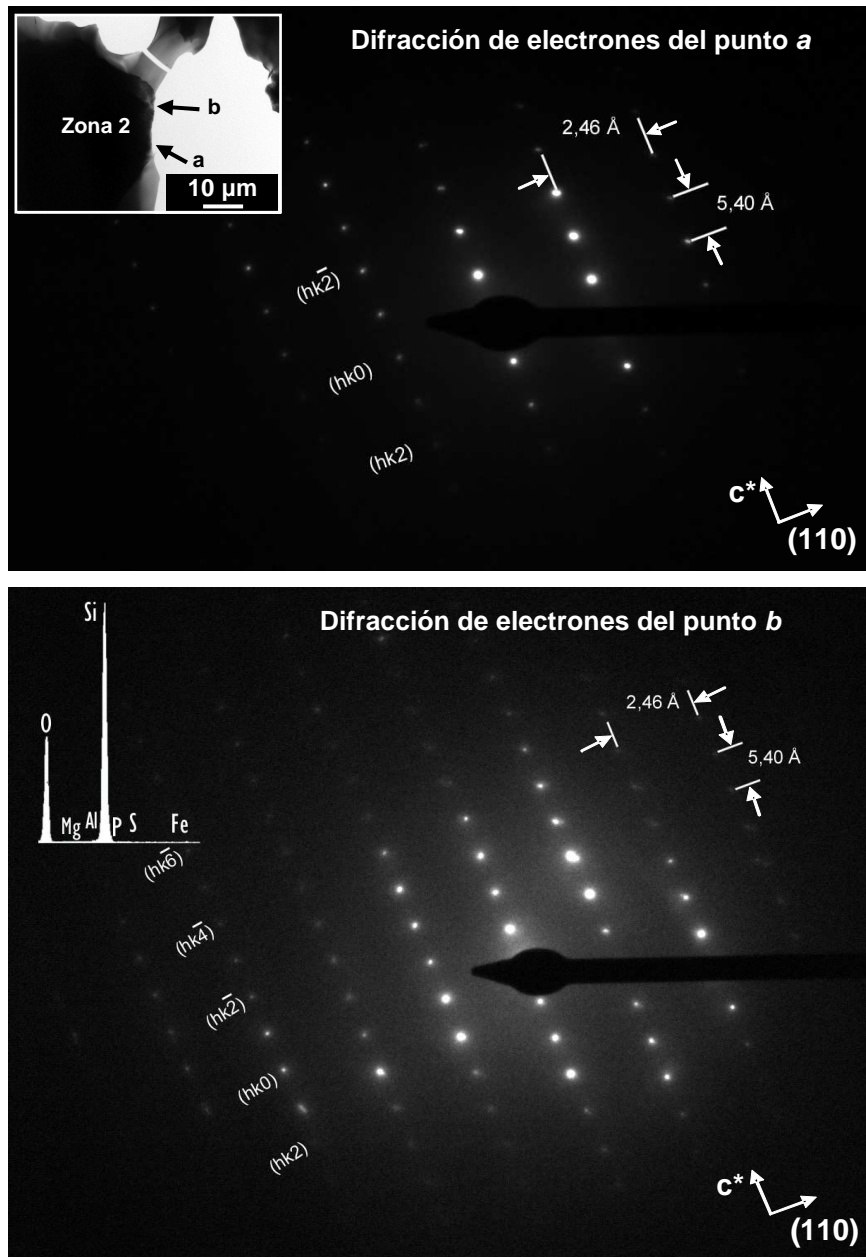 Difracción de electrones del punto a
b
Zona 2
a
10 µm
2,46 Å
5,40 Å
(hk2̅)
(hk0)
(hk2)
c*
(110)
Difracción de electrones del punto b
Si
O
Mg Al P S Fe
2,46 Å
5,40 Å
(hk6̅)
(hk4̅)
(hk2̅)
(hk0)
(hk2)
c*
(110)